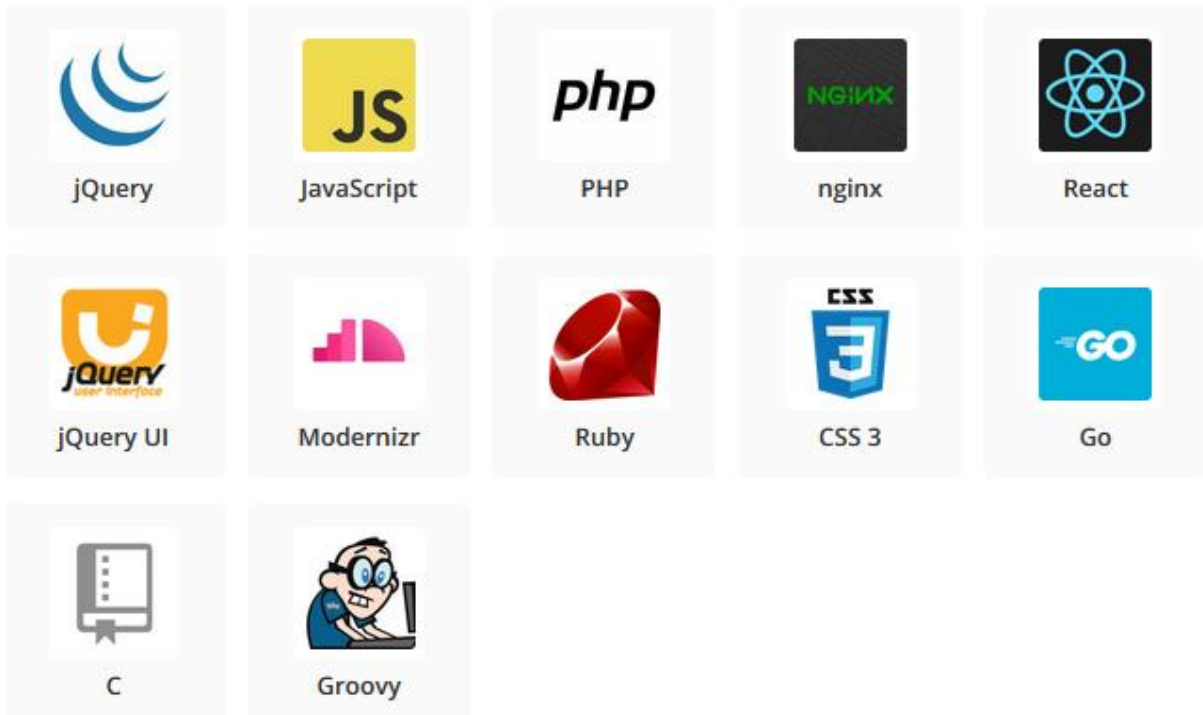 JS
php
NGINX
jQuery
JavaScript
PHP
nginx
React
jQuery
user interface
CSS
3
GO
jQuery UI
Modernizr
Ruby
CSS 3
Go
C
Groovy